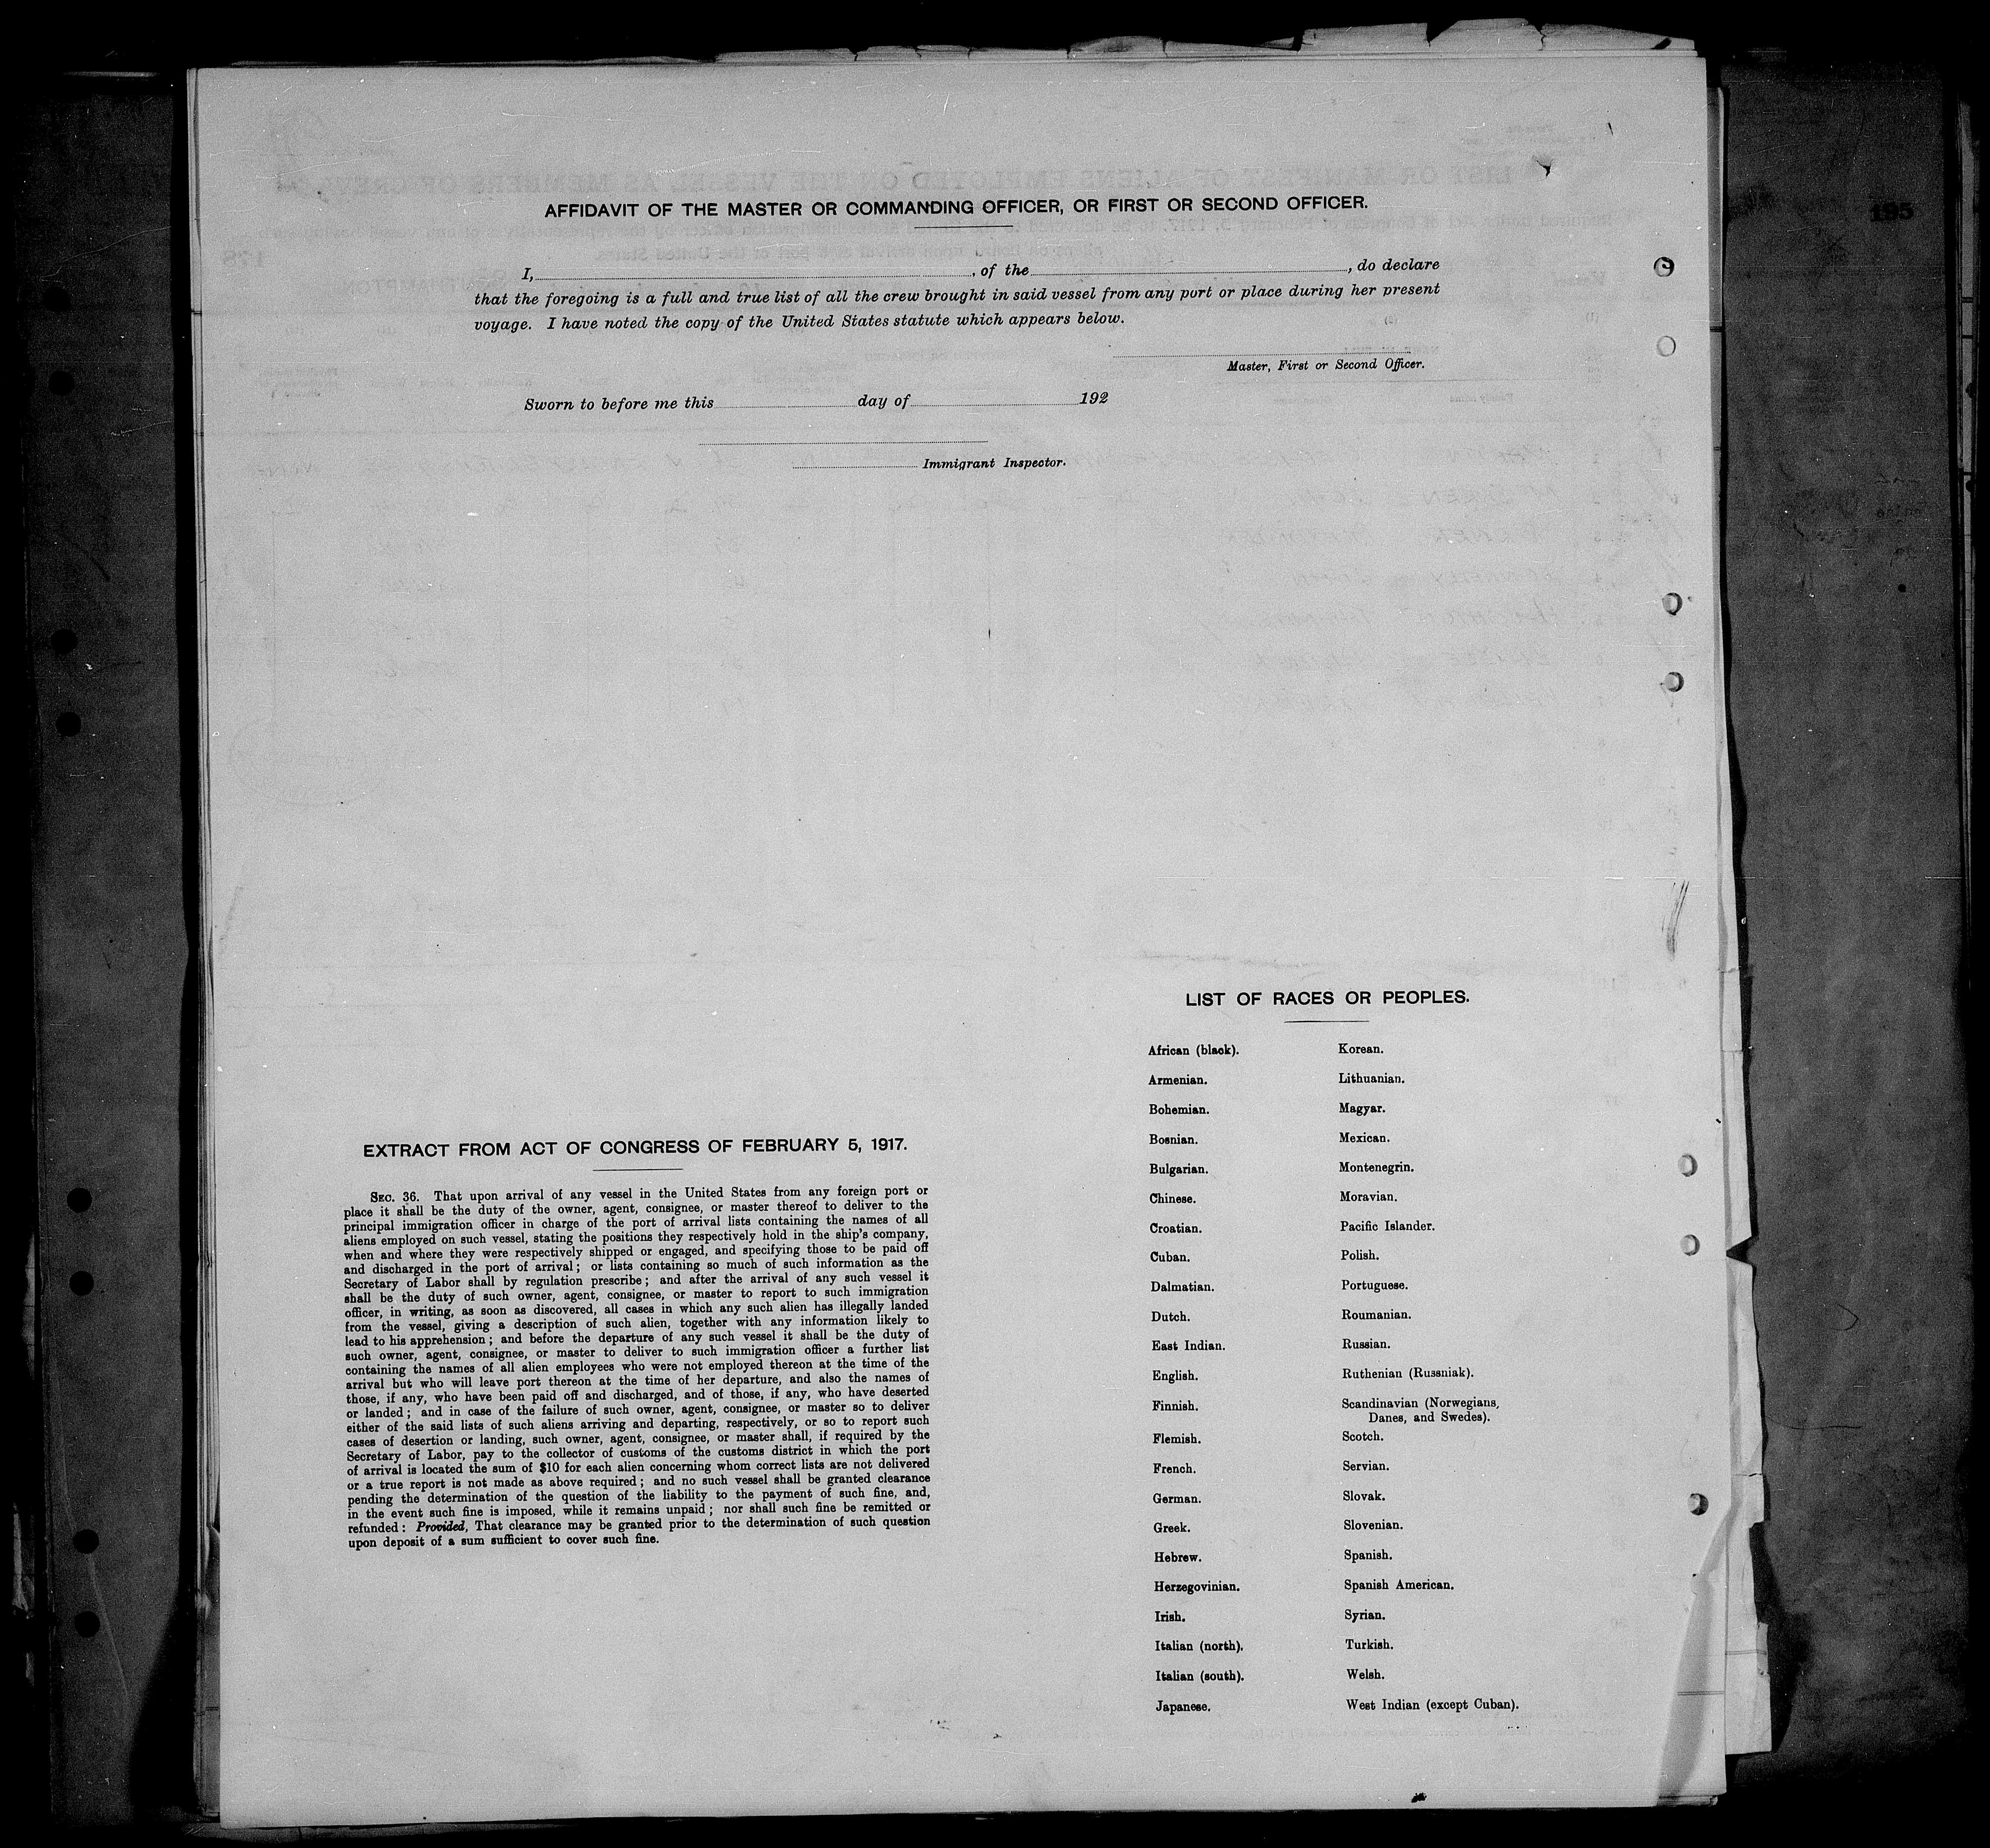 AFFIDAVIT OF THE MASTER OR COMMANDING OFFICER, OR FIRST OR SECOND OFFICER.
I, , of the , do declare
that the foregoing is a full and true list of all the crew brought in said vessel from any port or place during her present
voyage. I have noted the copy of the United States statute which appears below.
Master, First or Second Officer.
Sworn to before me this day of 192
Immigrant Inspector.
195
EXTRACT FROM ACT OF CONGRESS OF FEBRUARY 5, 1917.
SEC. 36. That upon arrival of any vessel in the United States from any foreign port or
place it shall be the duty of the owner, agent, consignee, or master thereof to deliver to the
principal immigration officer in charge of the port of arrival lists containing the names of all
aliens employed on such vessel, stating the positions they respectively hold in the ship's company,
when and where they were respectively shipped or engaged, and specifying those to be paid off
and discharged in the port of arrival; or lists containing so much of such information as the
Secretary of Labor shall by regulation prescribe; and after the arrival of any such vessel it
shall be the duty of such owner, agent, consignee, or master to report to such immigration
officer, in writing, as soon as discovered, all cases in which any such alien has illegally landed
from the vessel, giving a description of such alien, together with any information likely to
lead to his apprehension; and before the departure of any such vessel it shall be the duty of
such owner, agent, consignee, or master to deliver to such immigration officer a further list
containing the names of all alien employees who were not employed thereon at the time of the
arrival but who will leave port thereon at the time of her departure, and also the names of
those, if any, who have been paid off and discharged, and of those, if any, who have deserted
or landed; and in case of the failure of such owner, agent, consignee, or master so to deliver
either of the said lists of such aliens arriving and departing, respectively, or so to report such
cases of desertion or landing, such owner, agent, consignee, or master shall, if required by the
Secretary of Labor, pay to the collector of customs of the customs district in which the port
of arrival is located the sum of $10 for each alien concerning whom correct lists are not delivered
or a true report is not made as above required; and no such vessel shall be granted clearance
pending the determination of the question of the liability to the payment of such fine, and,
in the event such fine is imposed, while it remains unpaid; nor shall such fine be remitted or
refunded: Provided, That clearance may be granted prior to the determination of such question
upon deposit of a sum sufficient to cover such fine.
LIST OF RACES OR PEOPLES.
African (black).
Armenian.
Bohemian.
Bosnian.
Bulgarian.
Chinese.
Croatian.
Cuban.
Dalmatian.
Dutch.
East Indian.
English.
Finnish.
Flemish.
French.
German.
Greek.
Hebrew.
Herzegovinian.
Irish.
Italian (north).
Italian (south).
Japanese.
Korean.
Lithuanian.
Magyar.
Mexican.
Montenegrin.
Moravian.
Pacific Islander.
Polish.
Portuguese.
Roumanian.
Russian.
Ruthenian (Russniak).
Scandinavian (Norwegians,
Danes, and Swedes).
Scotch.
Servian.
Slovak.
Slovenian.
Spanish.
Spanish American.
Syrian.
Turkish.
Welsh.
West Indian (except Cuban).